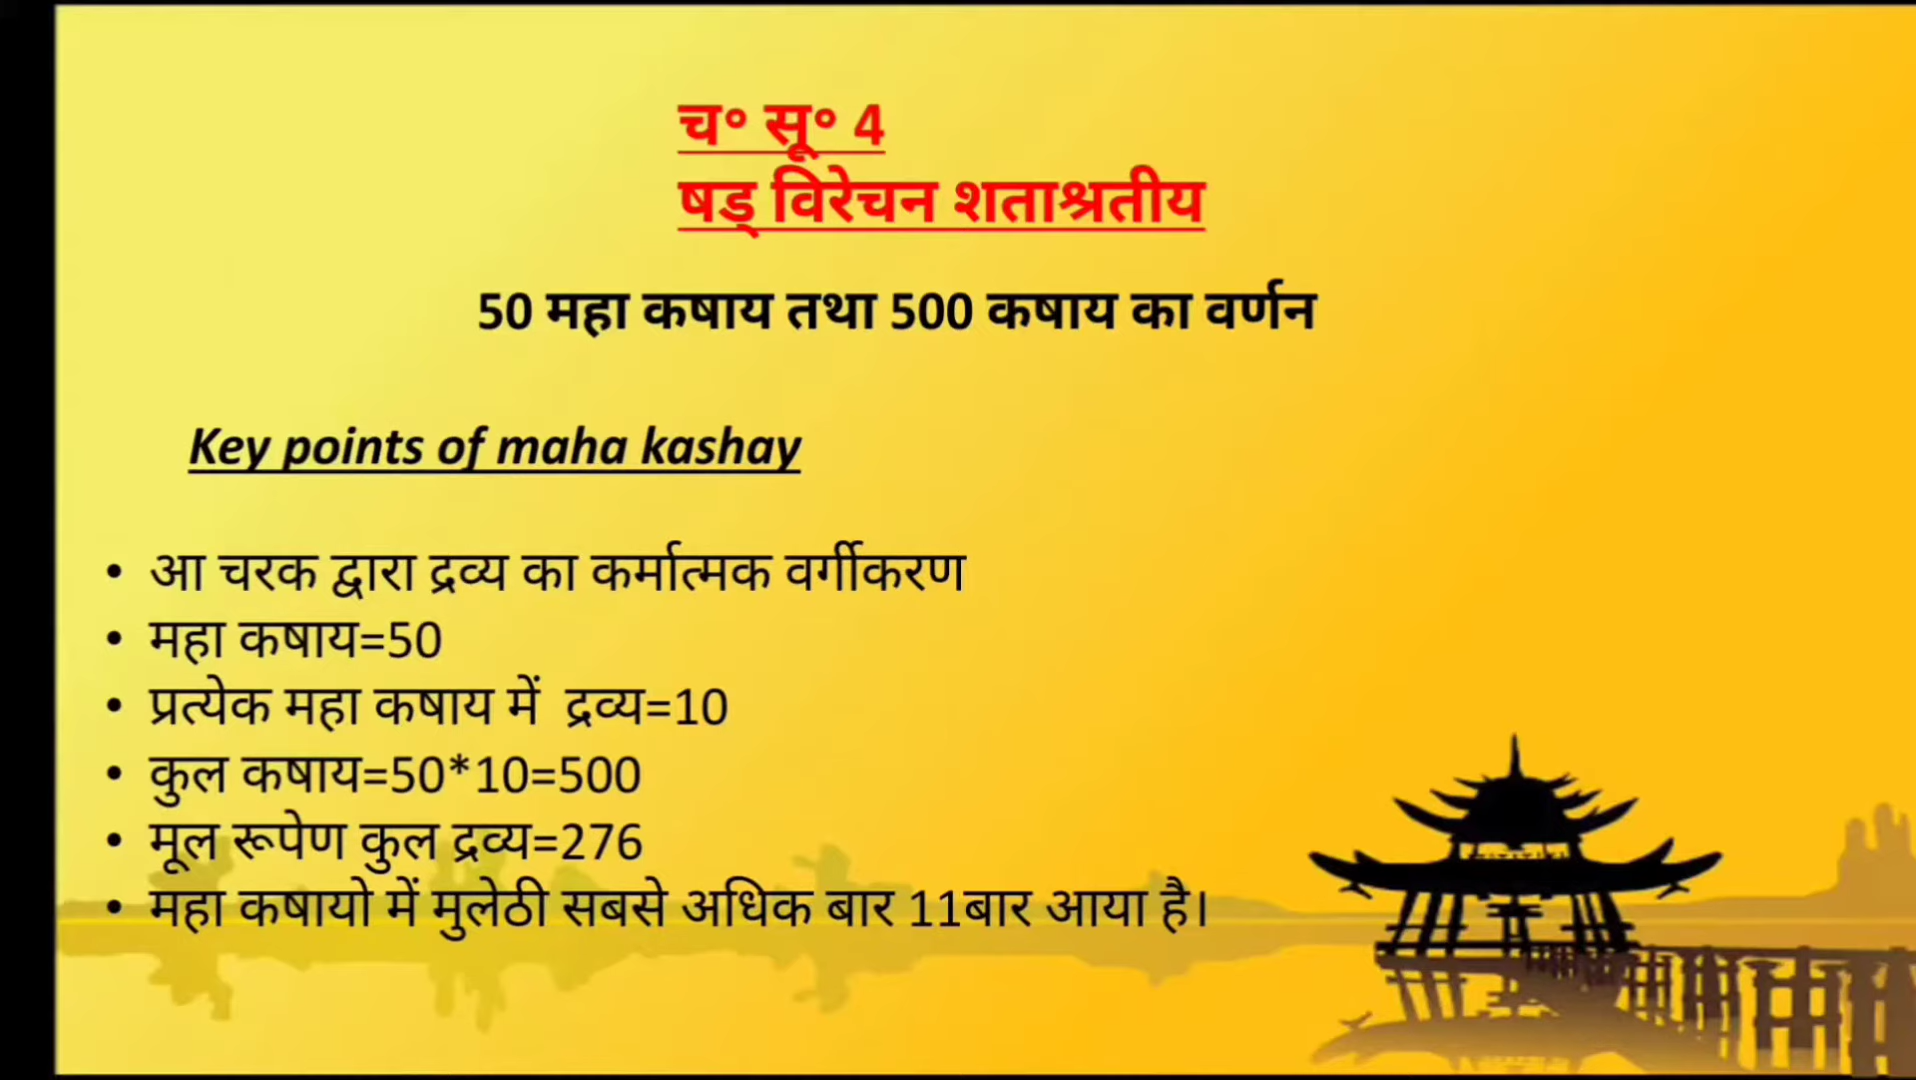 च॰ सू॰ 4
षड् विरेचन शताश्रतीय
50 महा कषाय तथा 500 कषाय का वर्णन
Key points of maha kashay
• आ चरक द्वारा द्रव्य का कर्मात्मक वर्गीकरण
• महा कषाय=50
• प्रत्येक महा कषाय में द्रव्य=10
• कुल कषाय=50*10=500
• मूल रूपेण कुल द्रव्य=276
• महा कषायो में मुलेठी सबसे अधिक बार 11बार आया है।